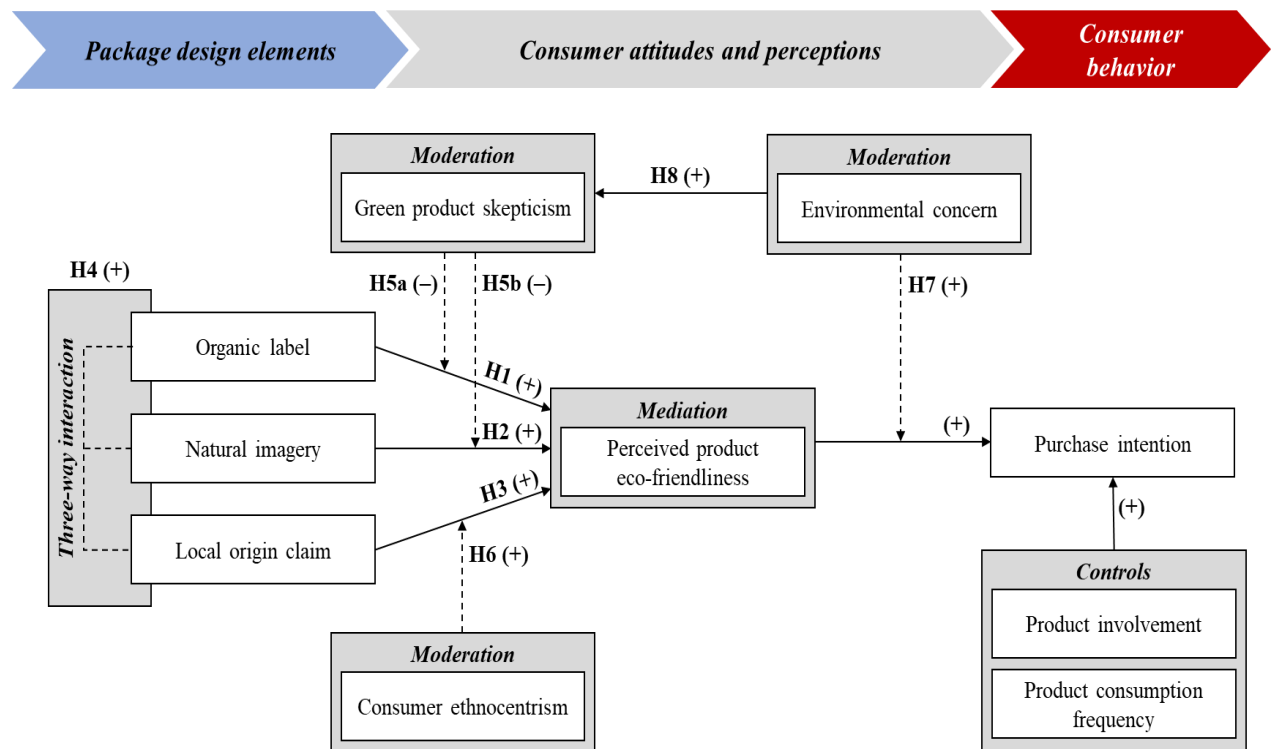 Package design elements
Consumer attitudes and perceptions
Consumer
behavior
Moderation
Green product skepticism
H8 (+)
Moderation
Environmental concern
H4 (+)
H5a (–)
H5b (–)
H7 (+)
Three-way interaction
Organic label
H1 (+)
Natural imagery
H2 (+)
Local origin claim
H3 (+)
Mediation
Perceived product
eco-friendliness
(+)
Purchase intention
(+)
H6 (+)
Moderation
Consumer ethnocentrism
Controls
Product involvement
Product consumption
frequency